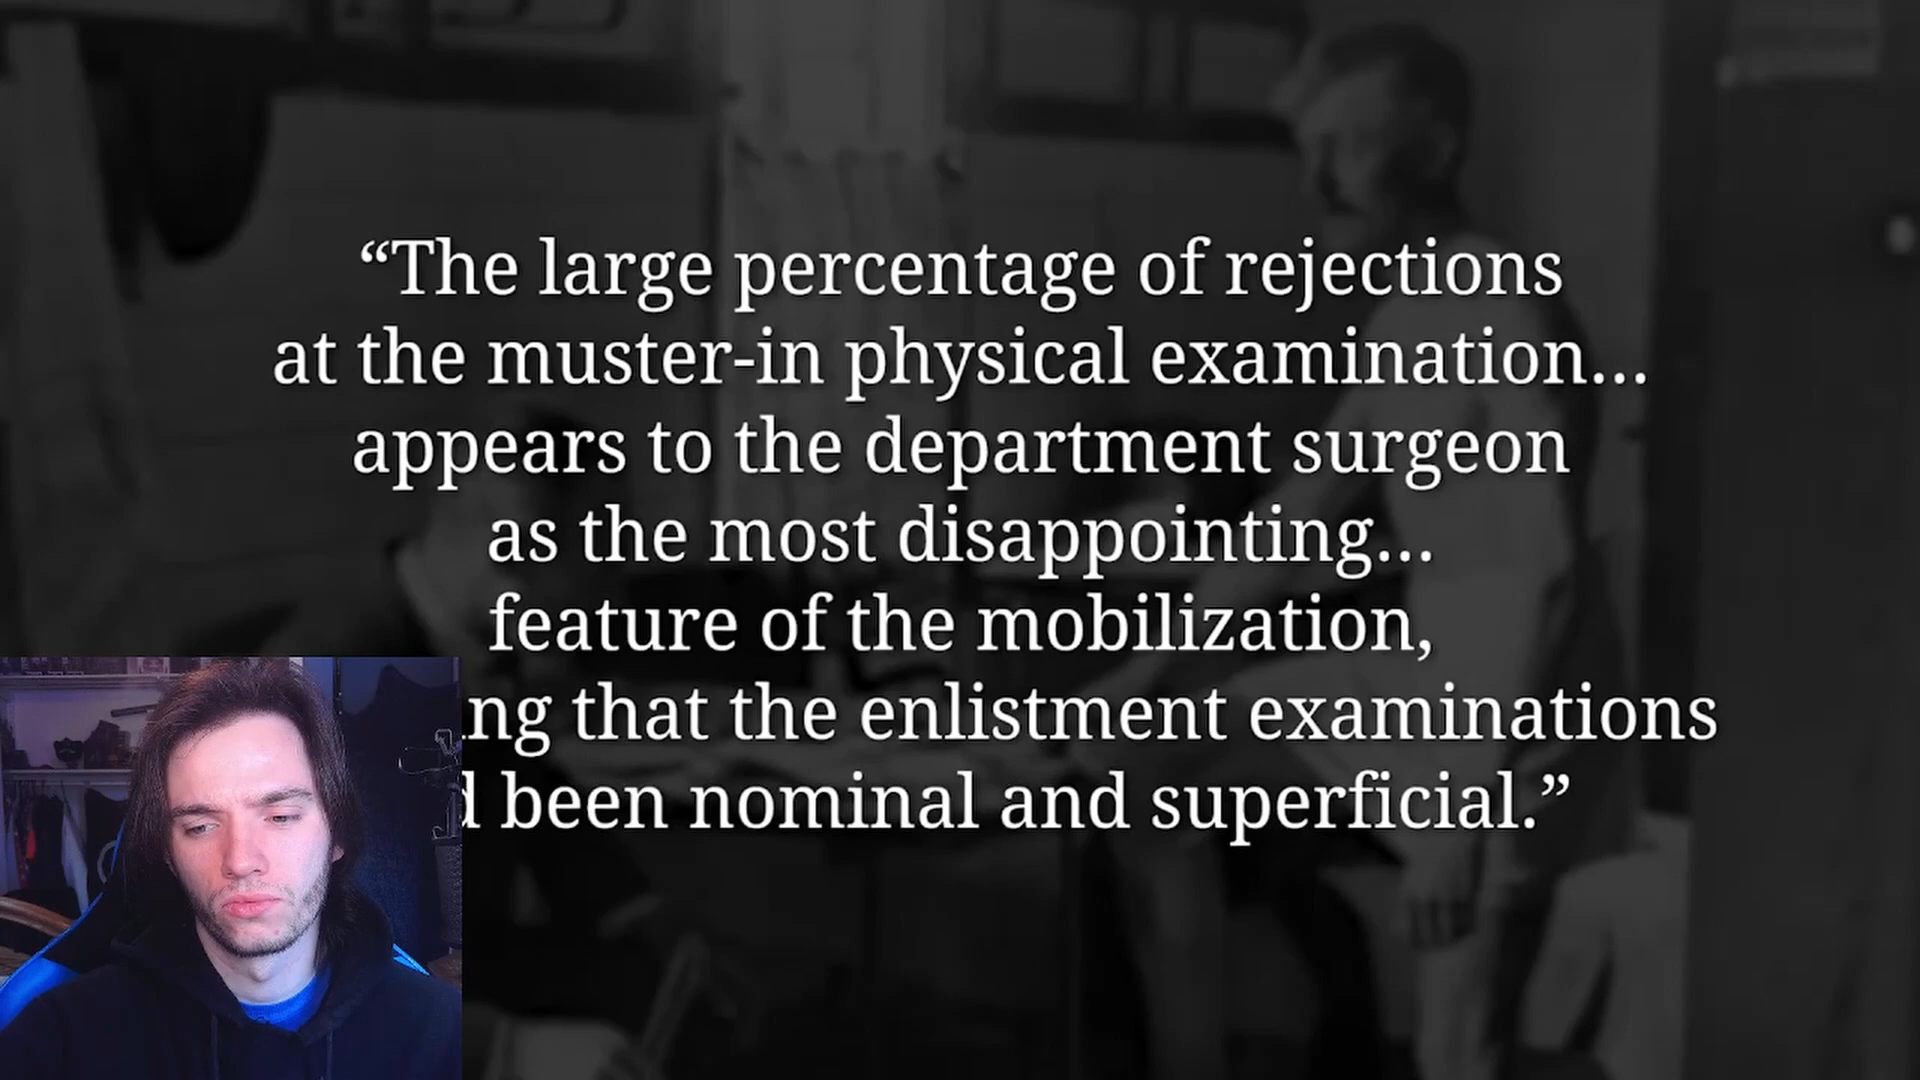 “The large percentage of rejections
at the muster-in physical examination...
appears to the department surgeon
as the most disappointing...
feature of the mobilization,
that the enlistment examinations
been nominal and superficial.”